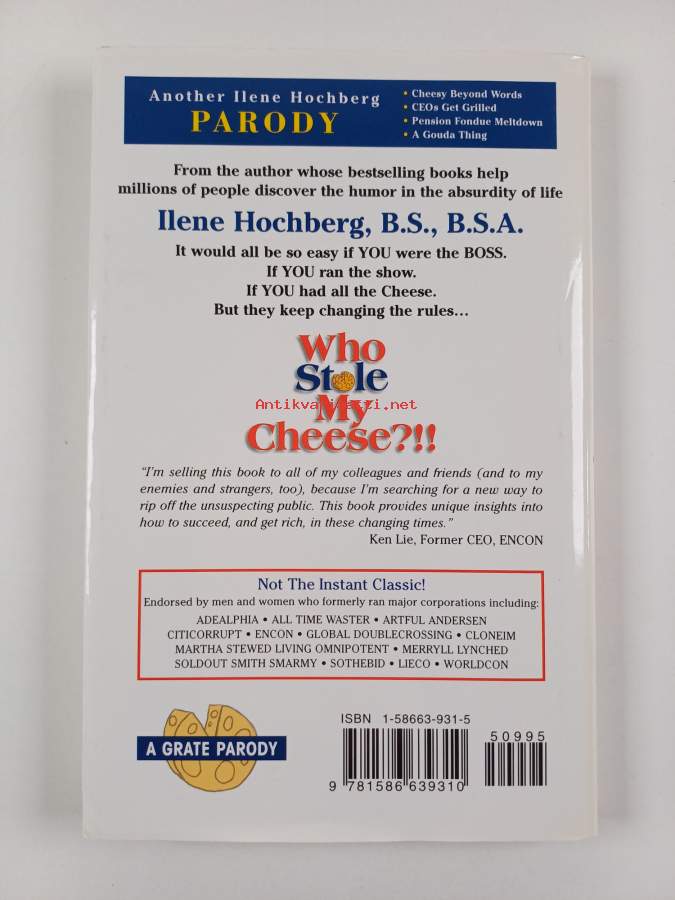 Another Ilene Hochberg
PARODY
• Cheesy Beyond Words
• CEOs Get Grilled
• Pension Fondue Meltdown
• A Gouda Thing
From the author whose bestselling books help
millions of people discover the humor in the absurdity of life
Ilene Hochberg, B.S., B.S.A.
It would all be so easy if YOU were the BOSS.
If YOU ran the show.
If YOU had all the Cheese.
But they keep changing the rules…
Who
Stole
My
Cheese?!!
Antikvariaatti.net
“I’m selling this book to all of my colleagues and friends (and to my
enemies and strangers, too), because I’m searching for a new way to
rip off the unsuspecting public. This book provides unique insights into
how to succeed, and get rich, in these changing times.”
Ken Lie, Former CEO, ENCON
Not The Instant Classic!
Endorsed by men and women who formerly ran major corporations including:
ADEALPHIA • ALL TIME WASTER • ARTFUL ANDERSEN
CITICORRUPT • ENCON • GLOBAL DOUBLECROSSING • CLONEIM
MARTHA STEWED LIVING OMNIPOTENT • MERRYLL LYNCHED
SOLDOUT SMITH SMARMY • SOTHEBID • LIECO • WORLDCON
A GRATE PARODY
ISBN 1-58663-931-5
50995
9 781586 639310